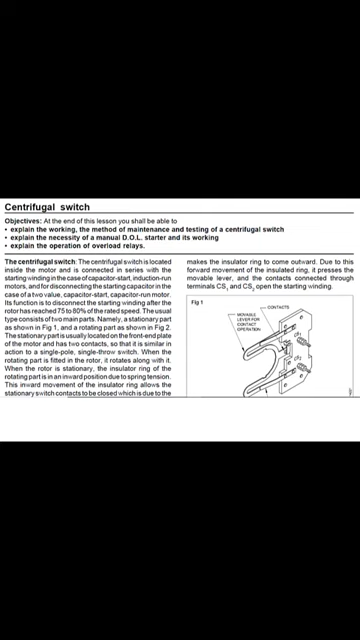 Centrifugal switch
Objectives: At the end of this lesson you shall be able to
• explain the working, the method of maintenance and testing of a centrifugal switch
• explain the necessity of a manual D.O.L. starter and its working
• explain the operation of overload relays.
The centrifugal switch: The centrifugal switch is located
inside the motor and is connected in series with the
starting winding in the case of capacitor-start, induction-run
motors, and for disconnecting the starting capacitor in the
case of a two value, capacitor-start, capacitor-run motor.
Its function is to disconnect the starting winding after the
rotor has reached 75 to 80% of the rated speed. The usual
type consists of two main parts. Namely, a stationary part
as shown in Fig 1, and a rotating part as shown in Fig 2.
The stationary part is usually located on the front-end plate
of the motor and has two contacts, so that it is similar in
action to a single-pole, single-throw switch. When the
rotating part is fitted in the rotor, it rotates along with it.
When the rotor is stationary, the insulator ring of the
rotating part is in an inward position due to spring tension.
This inward movement of the insulator ring allows the
stationary switch contacts to be closed which is due to the
makes the insulator ring to come outward. Due to this
forward movement of the insulated ring, it presses the
movable lever, and the contacts connected through
terminals CS1 and CS2 open the starting winding.
Fig 1
CONTACTS
MOVABLE
LEVER FOR
CONTACT
OPERATION